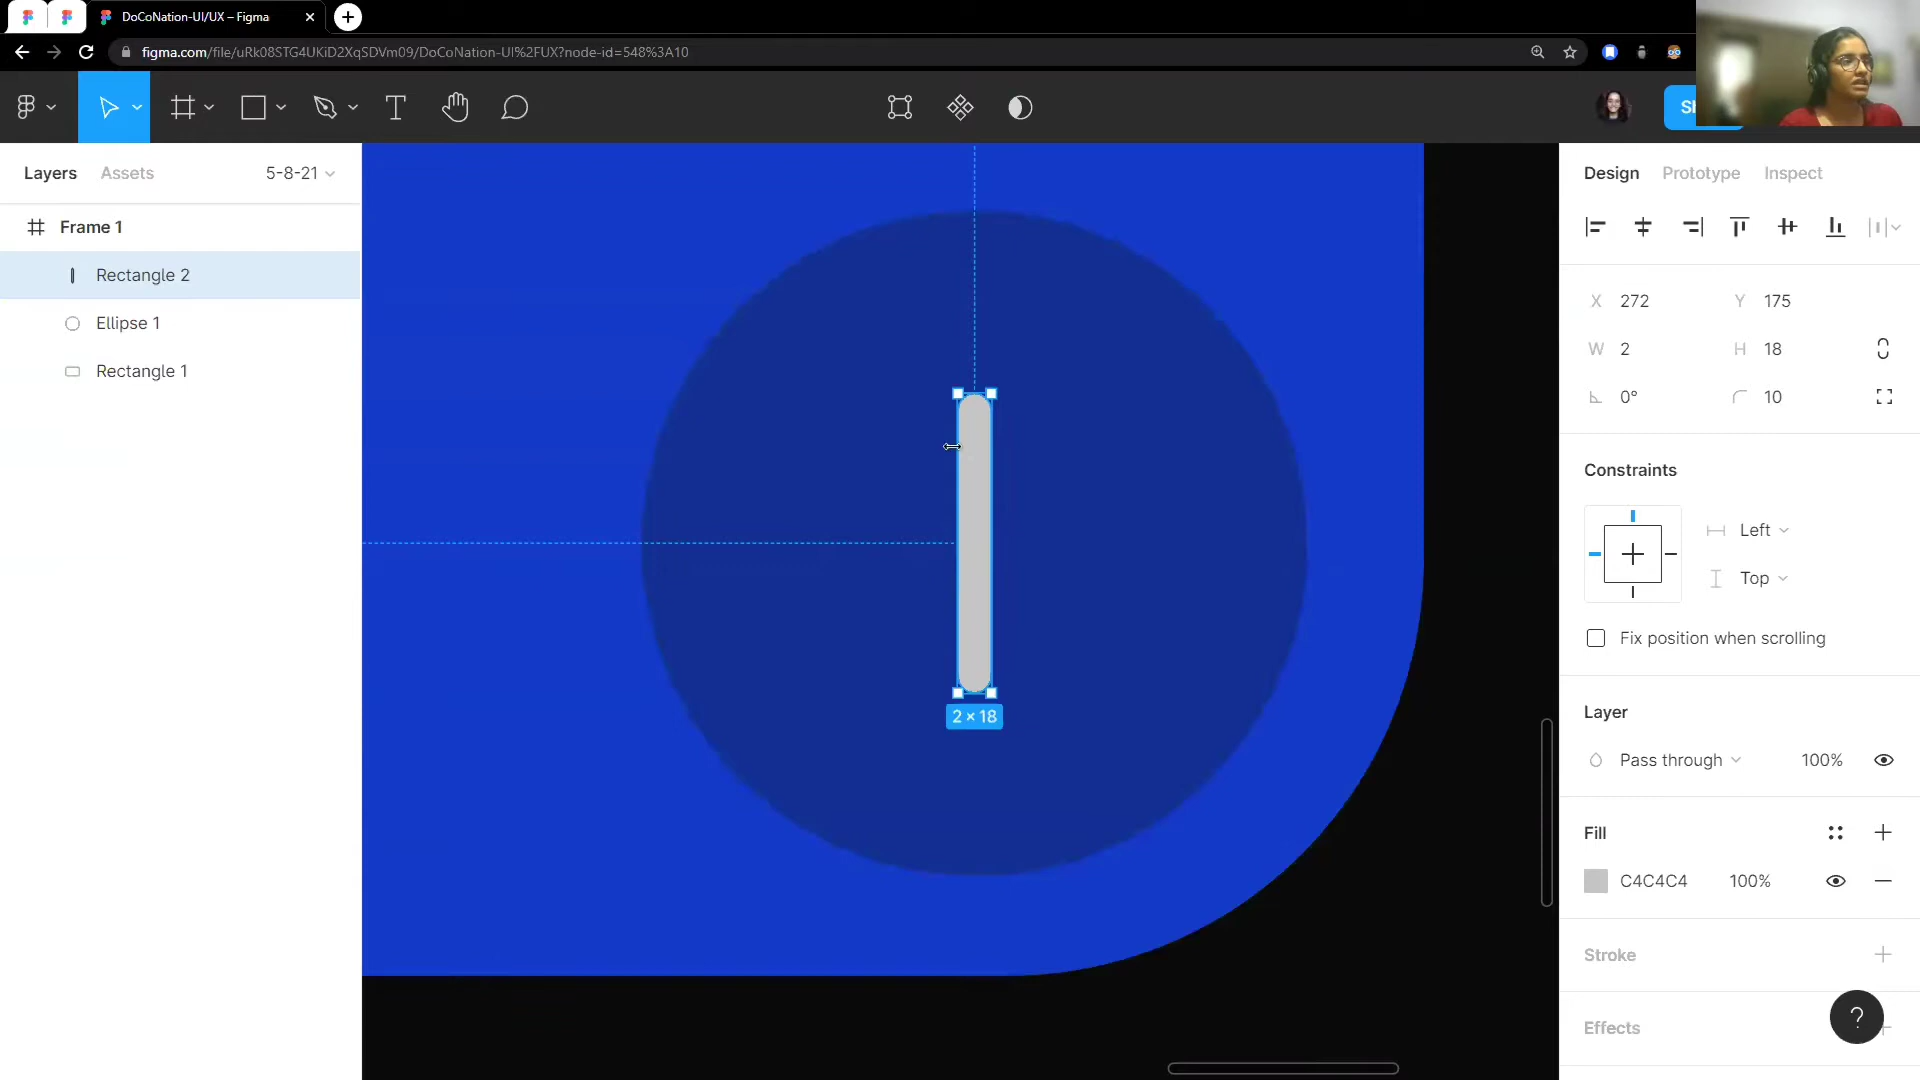 DoCoNation-UI/UX – Figma
figma.com/file/uRk08STG4UKiD2XqSDVm09/DoCoNation-UI%2FUX?node-id=548%3A10
Layers
Assets
5-8-21
Design
Prototype
Inspect
Frame 1
Rectangle 2
Ellipse 1
Rectangle 1
X 272
Y 175
W 2
H 18
0°
10
Constraints
Left
Top
Fix position when scrolling
Layer
Pass through
100%
2 × 18
Fill
C4C4C4
100%
Stroke
Effects
?